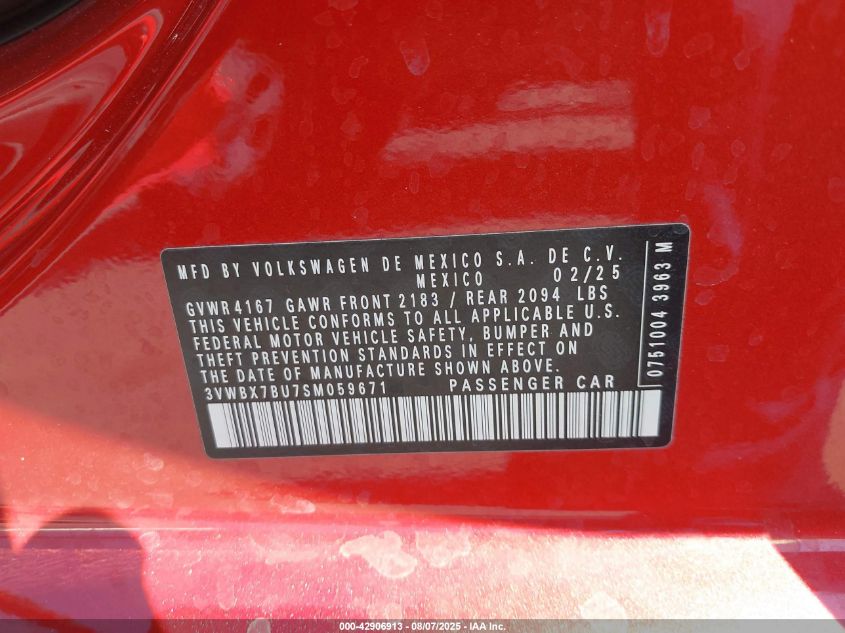 MFD BY VOLKSWAGEN DE MEXICO S.A. DE C.V.
MEXICO 02/25
GVWR 4167 GAWR FRONT 2183 / REAR 2094 LBS
THIS VEHICLE CONFORMS TO ALL APPLICABLE U.S.
FEDERAL MOTOR VEHICLE SAFETY, BUMPER AND
THEFT PREVENTION STANDARDS IN EFFECT ON
THE DATE OF MANUFACTURE SHOWN ABOVE.
3VWBX7BU7SM059671 PASSENGER CAR
0751004 3963 M
000-42906913 - 08/07/2025 - IAA Inc.